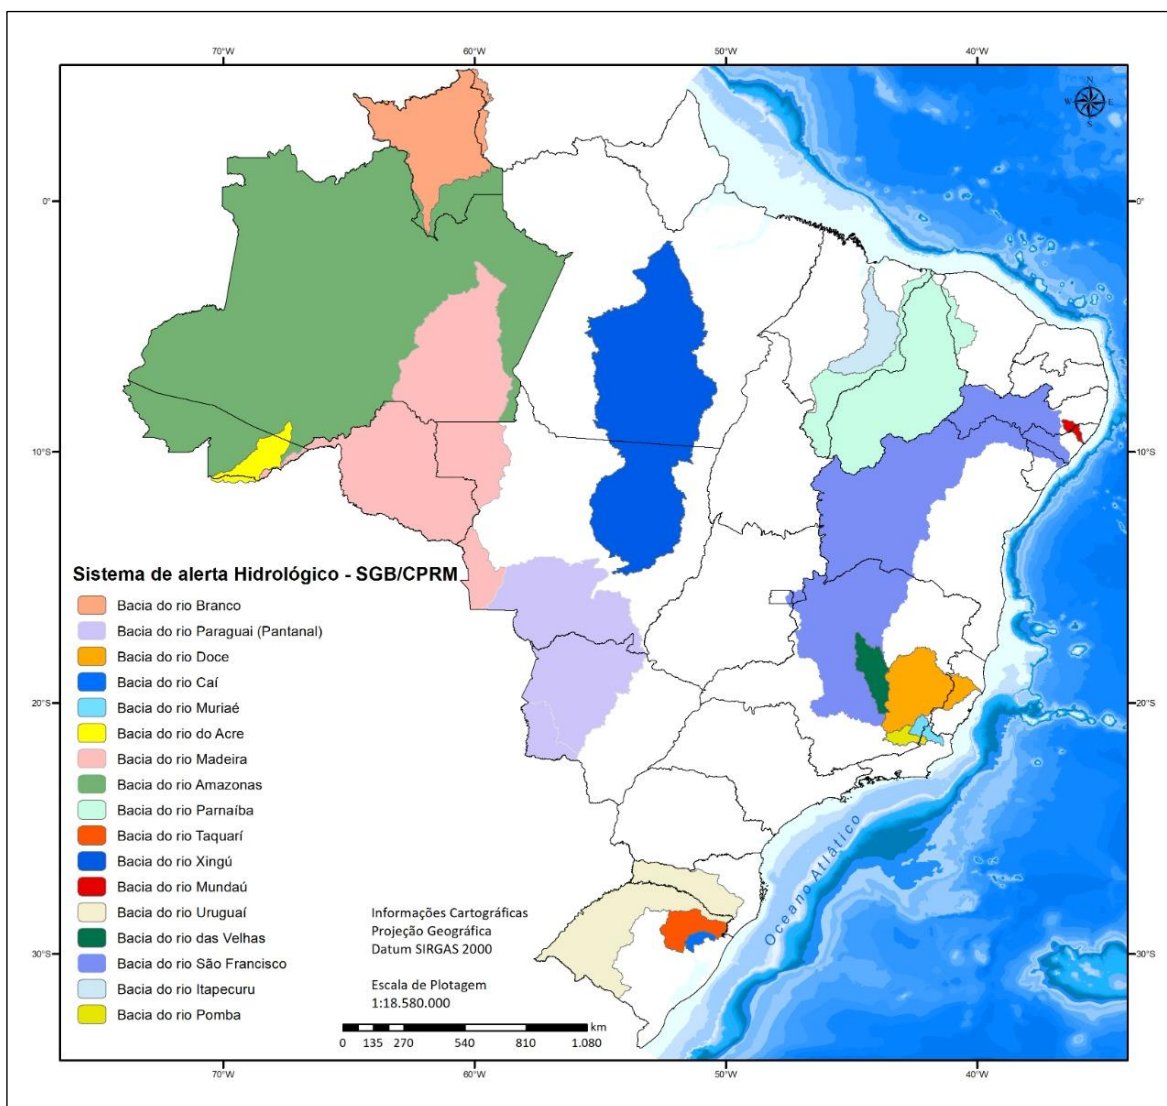 70°W 60°W 50°W 40°W
N
W E
S
0° 0°
10°S 10°S
Sistema de alerta Hidrológico - SGB/CPRM
Bacia do rio Branco
Bacia do rio Paraguai (Pantanal)
Bacia do rio Doce
Bacia do rio Caí
Bacia do rio Muriaé
Bacia do rio do Acre
Bacia do rio Madeira
Bacia do rio Amazonas
Bacia do rio Parnaíba
Bacia do rio Taquarí
Bacia do rio Xingú
Bacia do rio Mundaú
Bacia do rio Uruguaí
Bacia do rio das Velhas
Bacia do rio São Francisco
Bacia do rio Itapecuru
Bacia do rio Pomba
20°S 20°S
Oceano Atlâtico
Informações Cartográficas
Projeção Geográfica
Datum SIRGAS 2000
Escala de Plotagem
1:18.580.000
km
0 135 270 540 810 1.080
30°S 30°S
70°W 60°W 50°W 40°W